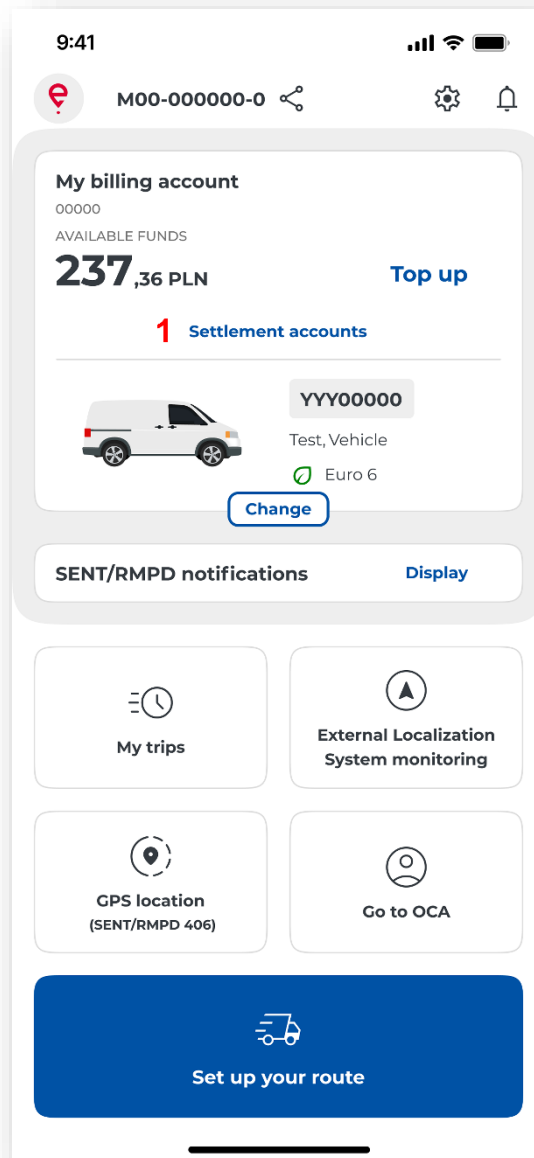 9:41
M00-000000-0
My billing account
00000
AVAILABLE FUNDS
237,36 PLN
Top up
1 Settlement accounts
YYY00000
Test, Vehicle
Euro 6
Change
SENT/RMPD notifications
Display
My trips
External Localization
System monitoring
GPS location
(SENT/RMPD 406)
Go to OCA
Set up your route